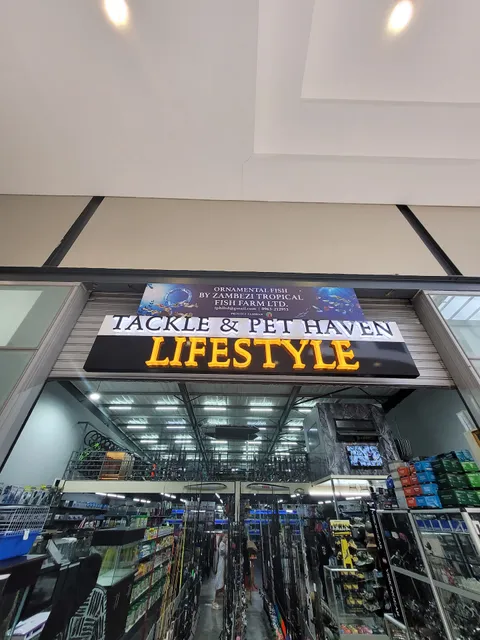 ORNAMENTAL FISH
BY ZAMBEZI TROPICAL
FISH FARM LTD.
TACKLE & PET HAVEN
LIFESTYLE